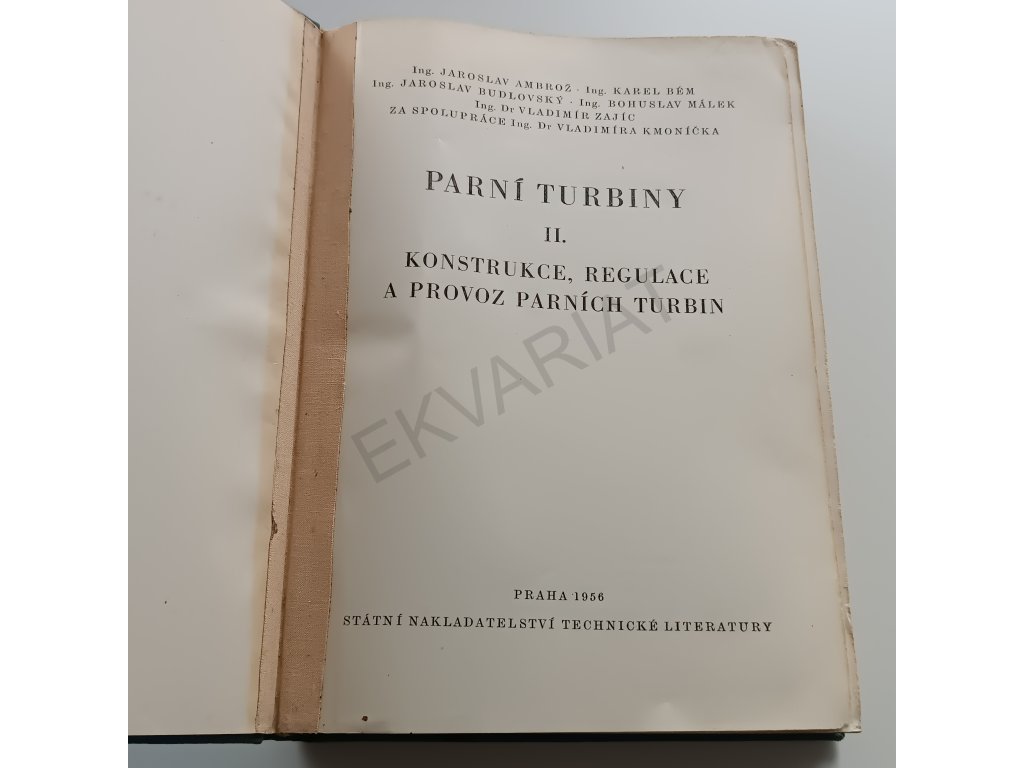 Ing. JAROSLAV AMBROŽ · Ing. KAREL BÉM
Ing. JAROSLAV BUDLOVSKÝ · Ing. BOHUSLAV MÁLEK
Ing. Dr VLADIMÍR ZAJÍC
ZA SPOLUPRÁCE Ing. Dr VLADIMÍRA KMONÍČKA
PARNÍ TURBINY
II.
KONSTRUKCE, REGULACE
A PROVOZ PARNÍCH TURBIN
EKVARIAT
PRAHA 1956
STÁTNÍ NAKLADATELSTVÍ TECHNICKÉ LITERATURY